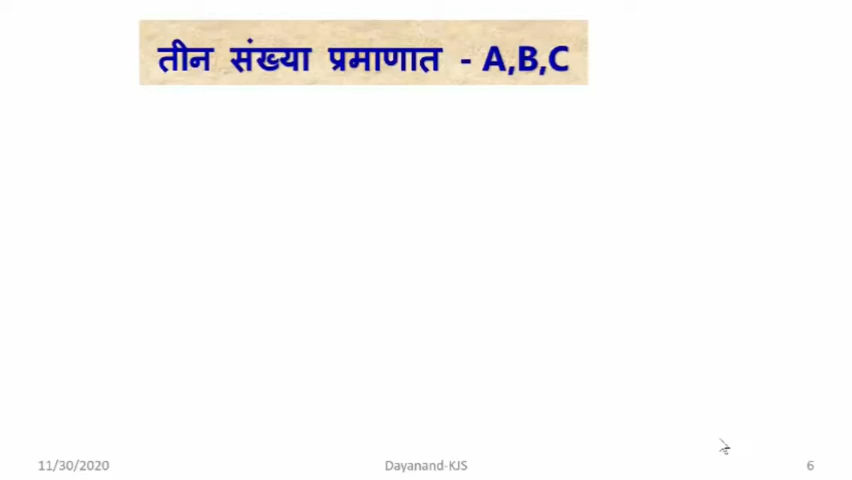 तीन संख्या प्रमाणात - A,B,C
11/30/2020
Dayanand-KJS
6